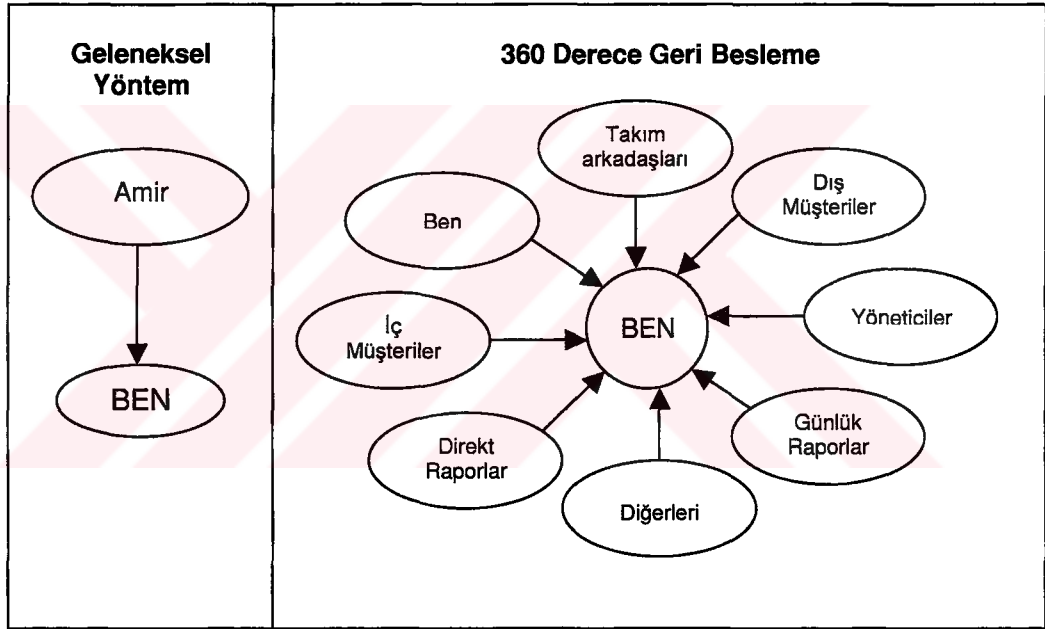 Geleneksel
Yöntem
Amir
BEN
360 Derece Geri Besleme
Takım
arkadaşları
Dış
Müşteriler
Ben
BEN
Yöneticiler
İç
Müşteriler
Günlük
Raporlar
Direkt
Raporlar
Diğerleri